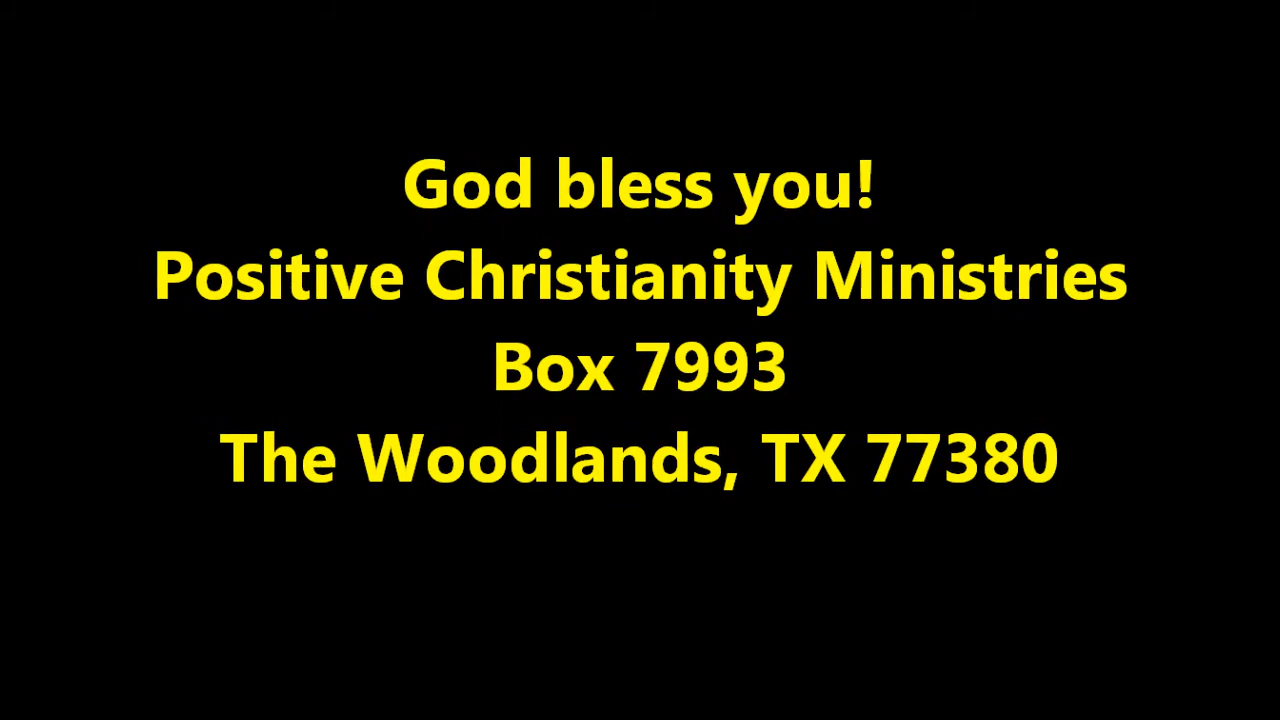 God bless you!
Positive Christianity Ministries
Box 7993
The Woodlands, TX 77380